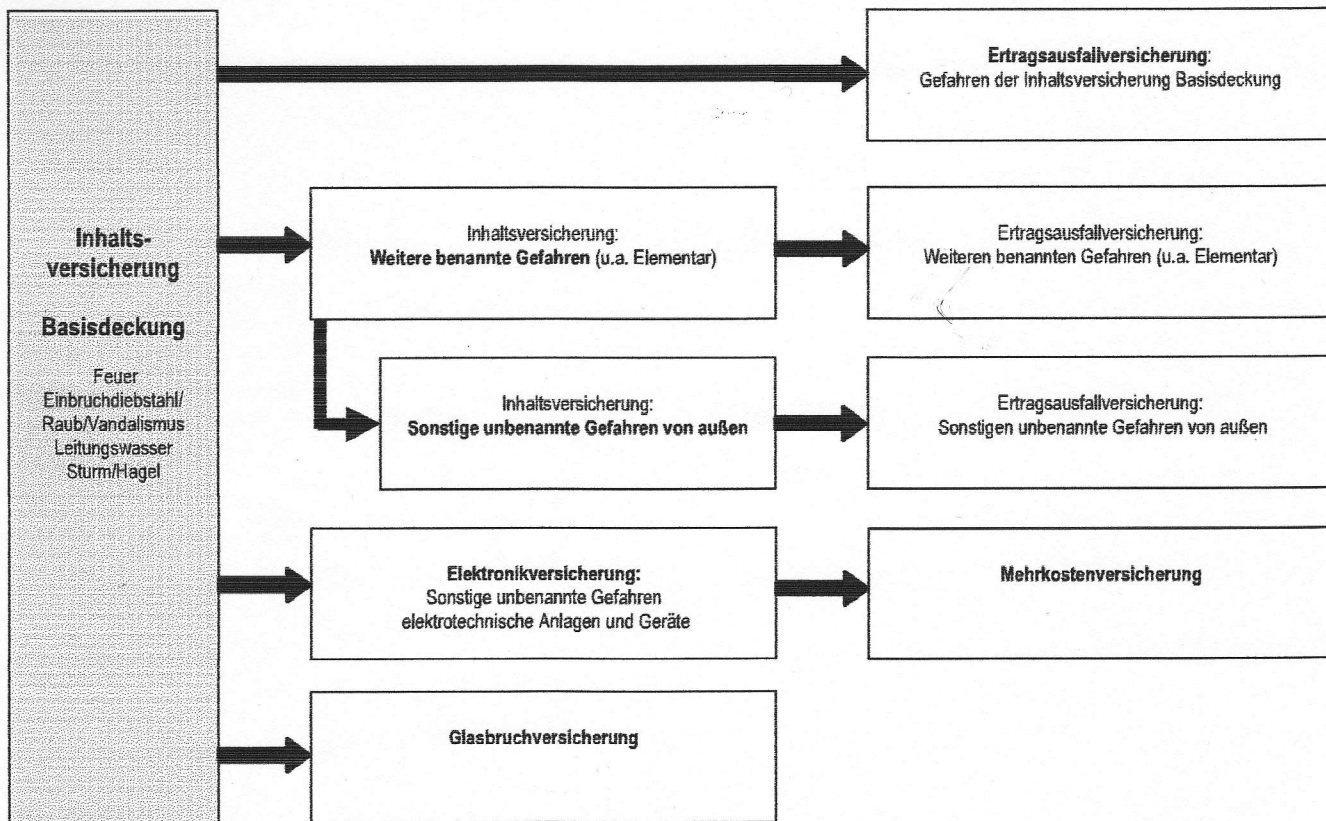 Inhalts-
versicherung
Basisdeckung
Feuer
Einbruchdiebstahl/
Raub/Vandalismus
Leitungswasser
Sturm/Hagel
Ertragsausfallversicherung:
Gefahren der Inhaltsversicherung Basisdeckung
Inhaltsversicherung:
Weitere benannte Gefahren (u.a. Elementar)
Ertragsausfallversicherung:
Weiteren benannten Gefahren (u.a. Elementar)
Inhaltsversicherung:
Sonstige unbenannte Gefahren von außen
Ertragsausfallversicherung:
Sonstigen unbenannte Gefahren von außen
Elektronikversicherung:
Sonstige unbenannte Gefahren
elektrotechnische Anlagen und Geräte
Mehrkostenversicherung
Glasbruchversicherung